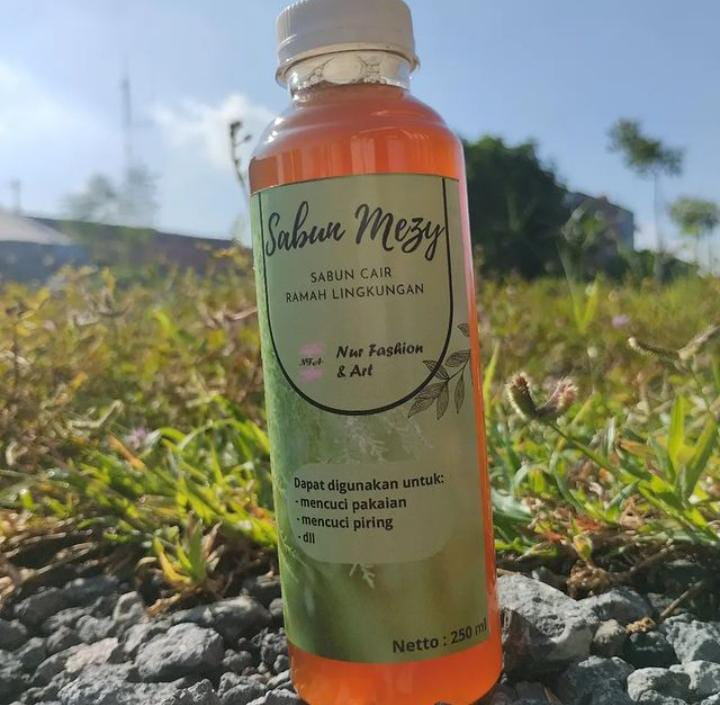 Sabun Mezy
SABUN CAIR
RAMAH LINGKUNGAN
NFA
Nur Fashion
& Art
Dapat digunakan untuk:
- mencuci pakaian
- mencuci piring
- dll
Netto : 250 ml